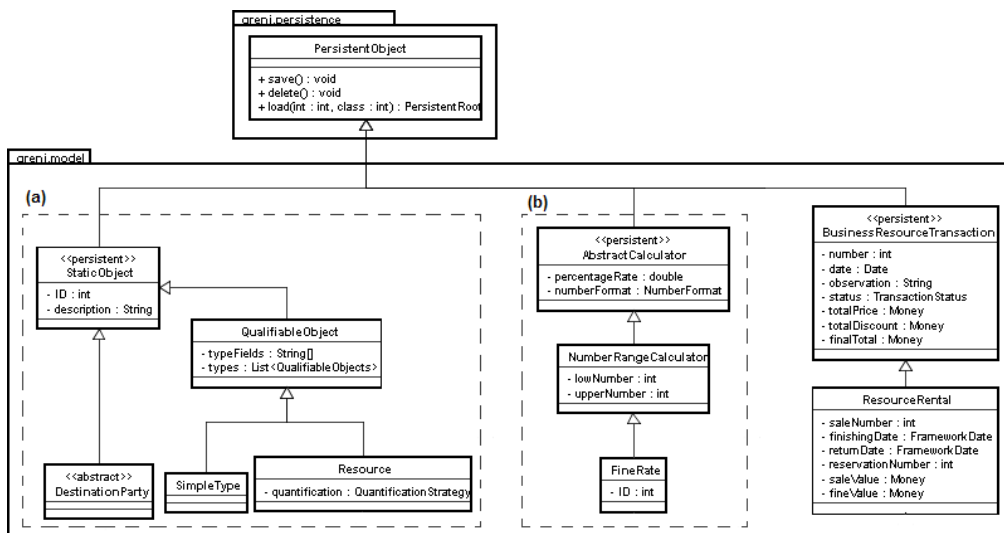 grenj.persistence
PersistentObject
+ save() : void
+ delete() : void
+ load(int : int, class : int) : PersistentRoot
grenj.model
(a)
<<persistent>>
StaticObject
- ID : int
- description : String
QualifiableObject
- typeFields : String[]
- types : List<QualifiableObjects>
<<abstract>>
DestinationParty
SimpleType
Resource
- quantification : QuantificationStrategy
(b)
<<persistent>>
AbstractCalculator
- percentageRate : double
- numberFormat : NumberFormat
NumberRangeCalculator
- lowNumber : int
- upperNumber : int
FineRate
- ID : int
<<persistent>>
BusinessResourceTransaction
- number : int
- date : Date
- observation : String
- status : TransactionStatus
- totalPrice : Money
- totalDiscount : Money
- finalTotal : Money
ResourceRental
- saleNumber : int
- finishingDate : FrameworkDate
- returnDate : FrameworkDate
- reservationNumber : int
- saleValue : Money
- fineValue : Money